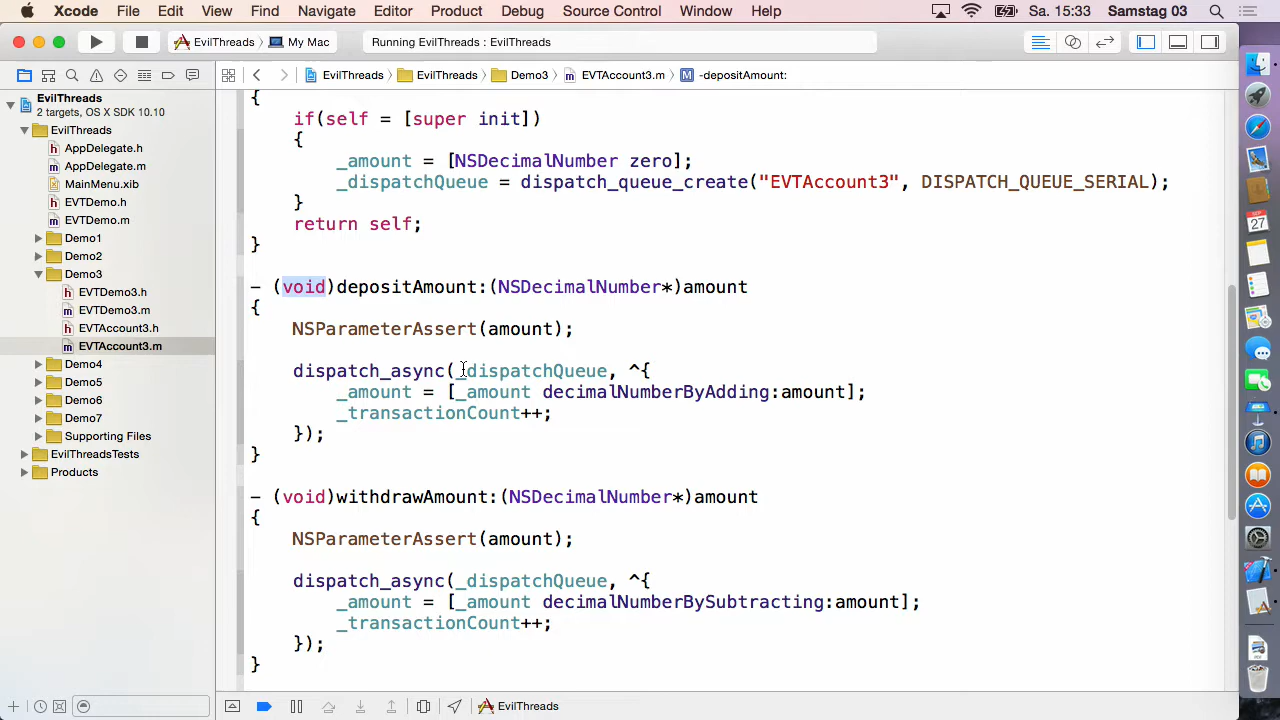 File Edit View Find Navigate Editor Product Debug Source Control Window Help Sa. 15:33 Samstag 03
EvilThreads My Mac Running EvilThreads : EvilThreads
EvilThreads EvilThreads Demo3 EVTAccount3.m M -depositAmount:
EvilThreads
2 targets, OS X SDK 10.10
EvilThreads
AppDelegate.h
AppDelegate.m
MainMenu.xib
EVTDemo.h
EVTDemo.m
Demo1
Demo2
Demo3
EVTDemo3.h
EVTDemo3.m
EVTAccount3.h
EVTAccount3.m
Demo4
Demo5
Demo6
Demo7
Supporting Files
EvilThreadsTests
Products
{
if(self = [super init])
{
_amount = [NSDecimalNumber zero];
_dispatchQueue = dispatch_queue_create("EVTAccount3", DISPATCH_QUEUE_SERIAL);
}
return self;
}
- (void)depositAmount:(NSDecimalNumber*)amount
{
NSParameterAssert(amount);
dispatch_async(_dispatchQueue, ^{
_amount = [_amount decimalNumberByAdding:amount];
_transactionCount++;
});
}
- (void)withdrawAmount:(NSDecimalNumber*)amount
{
NSParameterAssert(amount);
dispatch_async(_dispatchQueue, ^{
_amount = [_amount decimalNumberBySubtracting:amount];
_transactionCount++;
});
}
EvilThreads